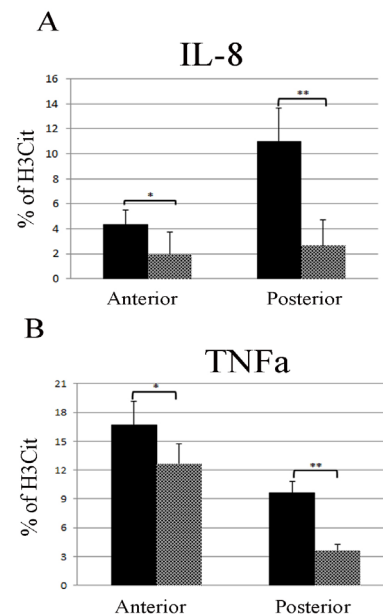 A
IL-8
% of H3Cit
16
14
12
10
8
6
4
2
0
*
**
Anterior
Posterior
B
TNFa
% of H3Cit
21
18
15
12
9
6
3
0
*
**
Anterior
Posterior